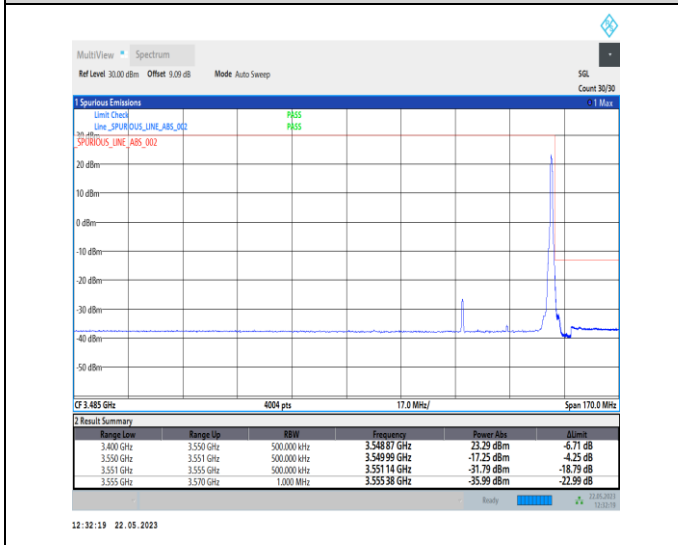 MultiView Spectrum
Ref Level 30.00 dBm Offset 9.09 dB Mode Auto Sweep SGL
Count 30/30
1 Spurious Emissions 1 Max
Limit Check PASS
Line _SPURIOUS_LINE_ABS_002 PASS
30 dBm
_SPURIOUS_LINE_ABS_002
20 dBm
10 dBm
0 dBm
-10 dBm
-20 dBm
-30 dBm
-40 dBm
-50 dBm
CF 3.485 GHz 4004 pts 17.0 MHz/ Span 170.0 MHz
2 Result Summary
Range Low Range Up RBW Frequency Power Abs ΔLimit
3.400 GHz 3.550 GHz 500.000 kHz 3.548 87 GHz 23.29 dBm -6.71 dB
3.550 GHz 3.551 GHz 500.000 kHz 3.549 99 GHz -17.25 dBm -4.25 dB
3.551 GHz 3.555 GHz 500.000 kHz 3.551 14 GHz -31.79 dBm -18.79 dB
3.555 GHz 3.570 GHz 1.000 MHz 3.555 38 GHz -35.99 dBm -22.99 dB
Ready 22.05.2023
12:32:19
12:32:19 22.05.2023